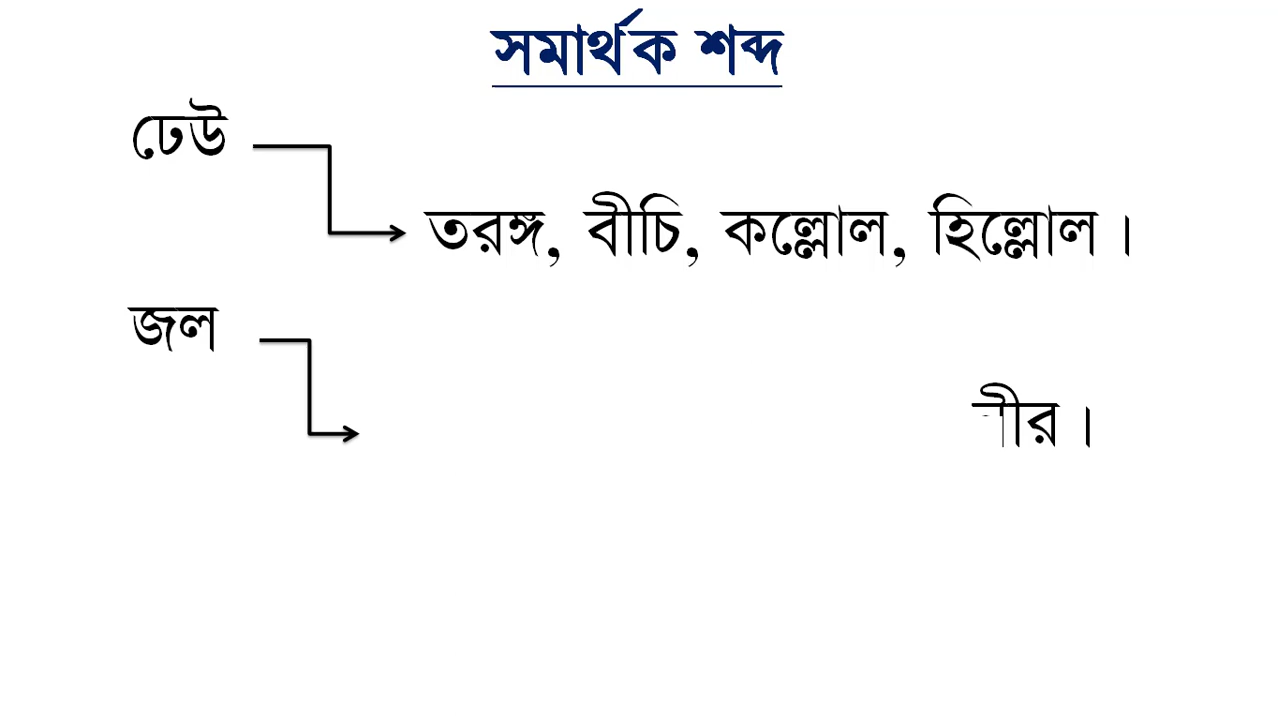 সমার্থক শব্দ
ঢেউ
তরঙ্গ, বীচি, কল্লোল, হিল্লোল।
জল